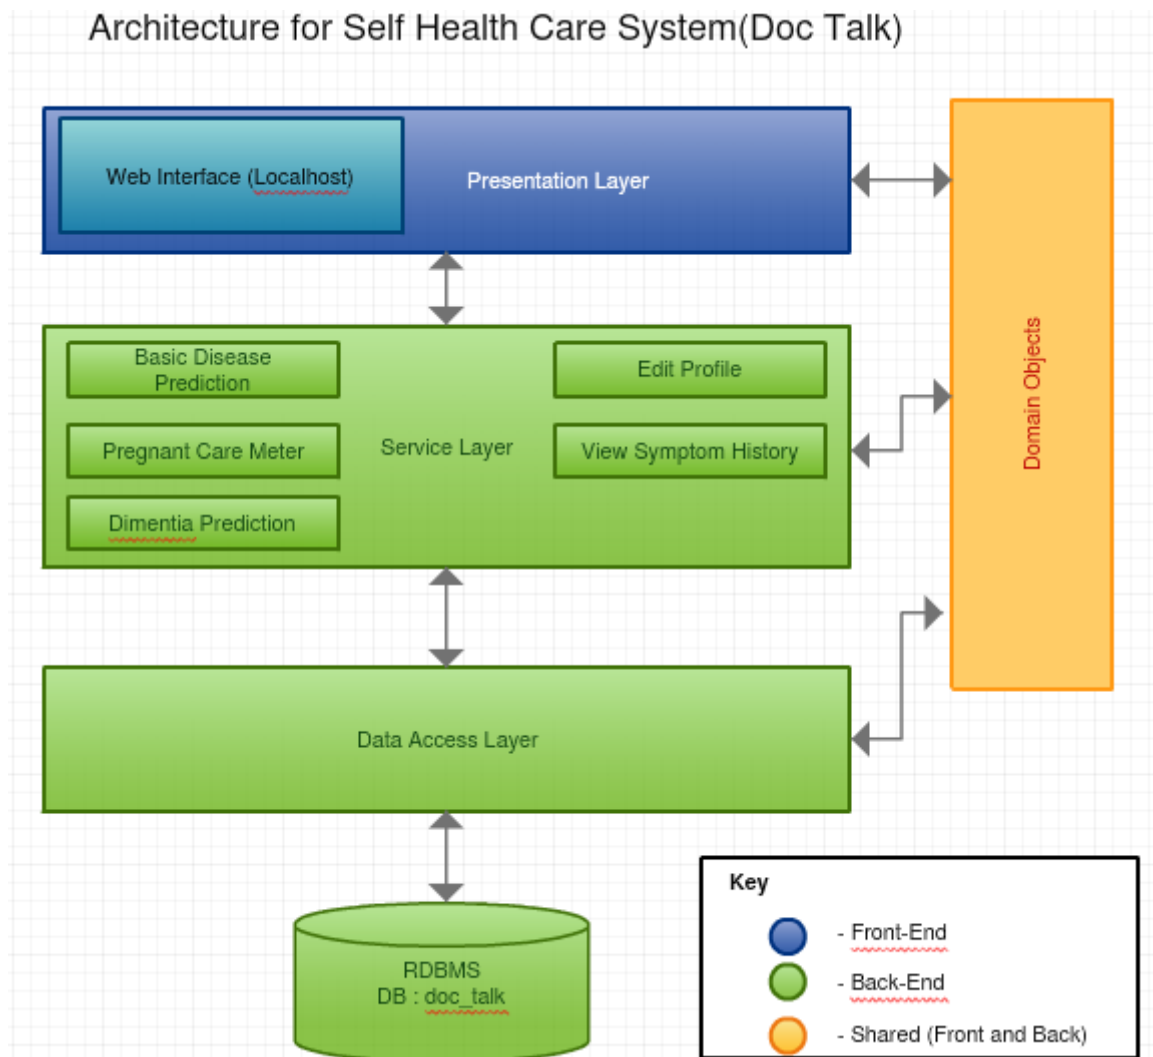 Architecture for Self Health Care System(Doc Talk)
Web Interface (Localhost)
Presentation Layer
Basic Disease
Prediction
Edit Profile
Pregnant Care Meter
Service Layer
View Symptom History
Dimentia Prediction
Domain Objects
Data Access Layer
RDBMS
DB : doc_talk
Key
- Front-End
- Back-End
- Shared (Front and Back)